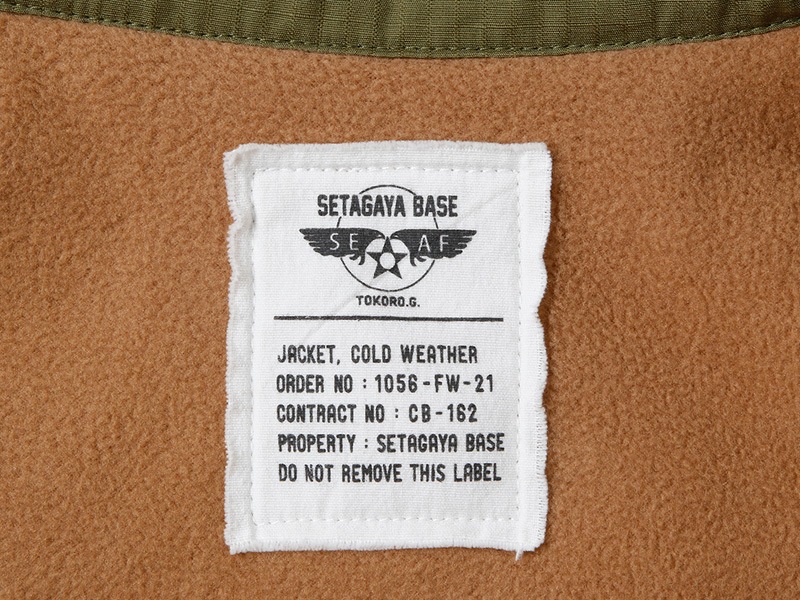 SETAGAYA BASE
SE AF
TOKORO.G.
JACKET, COLD WEATHER
ORDER NO : 1056-FW-21
CONTRACT NO : CB-162
PROPERTY : SETAGAYA BASE
DO NOT REMOVE THIS LABEL